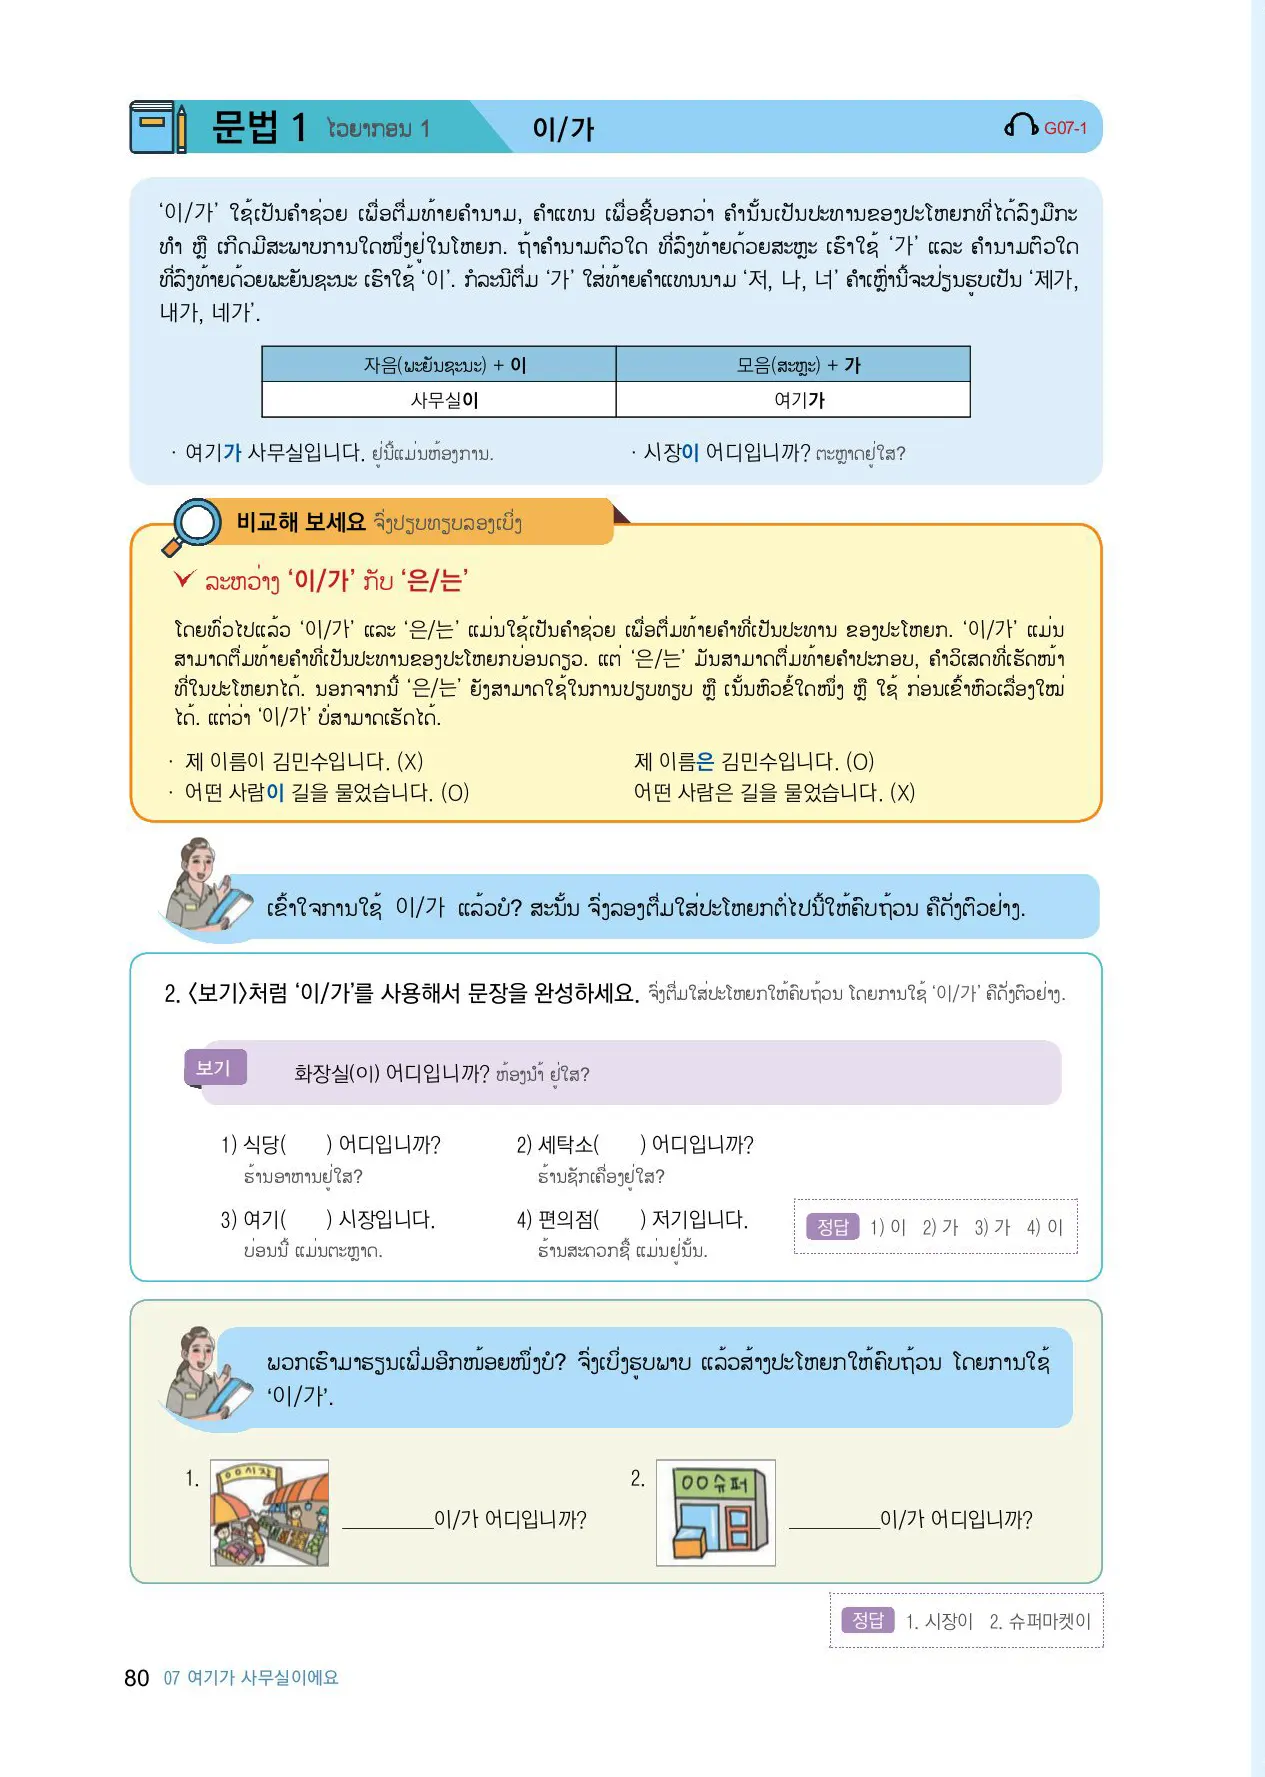 문법 1 ໄວຍາກອນ 1 이/가 G07-1
‘이/가’ ໃຊ້ເປັນຄຳຊ່ວຍ ເພື່ອຕື່ມທ້າຍຄຳນາມ, ຄຳແທນ ເພື່ອຊີ້ບອກວ່າ ຄຳນັ້ນເປັນປະທານຂອງປະໂຫຍກທີ່ໄດ້ລົງມືກະ
ທຳ ຫຼື ເກີດມີສະພາບການໃດໜຶ່ງຢູ່ໃນໂຫຍກ. ຖ້າຄຳນາມຕົວໃດ ທີ່ລົງທ້າຍດ້ວຍສະຫຼະ ເຮົາໃຊ້ ‘가’ ແລະ ຄຳນາມຕົວໃດ
ທີ່ລົງທ້າຍດ້ວຍພະຍັນຊະນະ ເຮົາໃຊ້ ‘이’. ກໍລະນີຕື່ມ ‘가’ ໃສ່ທ້າຍຄຳແທນນາມ ‘저, 나, 너’ ຄຳເຫຼົ່ານີ້ຈະປ່ຽນຮູບເປັນ ‘제가,
내가, 네가’.
자음(ພະຍັນຊະນະ) + 이 모음(ສະຫຼະ) + 가
사무실이 여기가
· 여기가 사무실입니다. ຢູ່ນີ້ແມ່ນຫ້ອງການ. · 시장이 어디입니까? ຕະຫຼາດຢູ່ໃສ?
비교해 보세요 ຈົ່ງປຽບທຽບລອງເບິ່ງ
ລະຫວ່າງ ‘이/가’ ກັບ ‘은/는’
ໂດຍທົ່ວໄປແລ້ວ ‘이/가’ ແລະ ‘은/는’ ແມ່ນໃຊ້ເປັນຄຳຊ່ວຍ ເພື່ອຕື່ມທ້າຍຄຳທີ່ເປັນປະທານ ຂອງປະໂຫຍກ. ‘이/가’ ແມ່ນ
ສາມາດຕື່ມທ້າຍຄຳທີ່ເປັນປະທານຂອງປະໂຫຍກບ່ອນດຽວ. ແຕ່ ‘은/는’ ມັນສາມາດຕື່ມທ້າຍຄຳປະກອບ, ຄຳວິເສດທີ່ເຮັດໜ້າ
ທີ່ໃນປະໂຫຍກໄດ້. ນອກຈາກນີ້ ‘은/는’ ຍັງສາມາດໃຊ້ໃນການປຽບທຽບ ຫຼື ເນັ້ນຫົວຂໍ້ໃດໜຶ່ງ ຫຼື ໃຊ້ ກ່ອນເຂົ້າຫົວເລື່ອງໃໝ່
ໄດ້. ແຕ່ວ່າ ‘이/가’ ບໍ່ສາມາດເຮັດໄດ້.
· 제 이름이 김민수입니다. (X) 제 이름은 김민수입니다. (O)
· 어떤 사람이 길을 물었습니다. (O) 어떤 사람은 길을 물었습니다. (X)
ເຂົ້າໃຈການໃຊ້ 이/가 ແລ້ວບໍ? ສະນັ້ນ ຈົ່ງລອງຕື່ມໃສ່ປະໂຫຍກຕໍ່ໄປນີ້ໃຫ້ຄົບຖ້ວນ ຄືດັ່ງຕົວຢ່າງ.
2. 〈보기〉처럼 ‘이/가’를 사용해서 문장을 완성하세요. ຈົ່ງຕື່ມໃສ່ປະໂຫຍກໃຫ້ຄົບຖ້ວນ ໂດຍການໃຊ້ ‘이/가’ ຄືດັ່ງຕົວຢ່າງ.
보기 화장실(이) 어디입니까? ຫ້ອງນ້ຳ ຢູ່ໃສ?
1) 식당( ) 어디입니까? 2) 세탁소( ) 어디입니까?
ຮ້ານອາຫານຢູ່ໃສ? ຮ້ານຊັກເຄື່ອງຢູ່ໃສ?
3) 여기( ) 시장입니다. 4) 편의점( ) 저기입니다.
ບ່ອນນີ້ ແມ່ນຕະຫຼາດ. ຮ້ານສະດວກຊື້ ແມ່ນຢູ່ນັ້ນ.
정답 1) 이 2) 가 3) 가 4) 이
ພວກເຮົາມາຮຽນເພີ່ມອີກໜ້ອຍໜຶ່ງບໍ? ຈົ່ງເບິ່ງຮູບພາບ ແລ້ວສ້າງປະໂຫຍກໃຫ້ຄົບຖ້ວນ ໂດຍການໃຊ້
‘이/가’.
1. OO시장 _________이/가 어디입니까? 2. OO슈퍼 _________이/가 어디입니까?
정답 1. 시장이 2. 슈퍼마켓이
80 07 여기가 사무실이에요